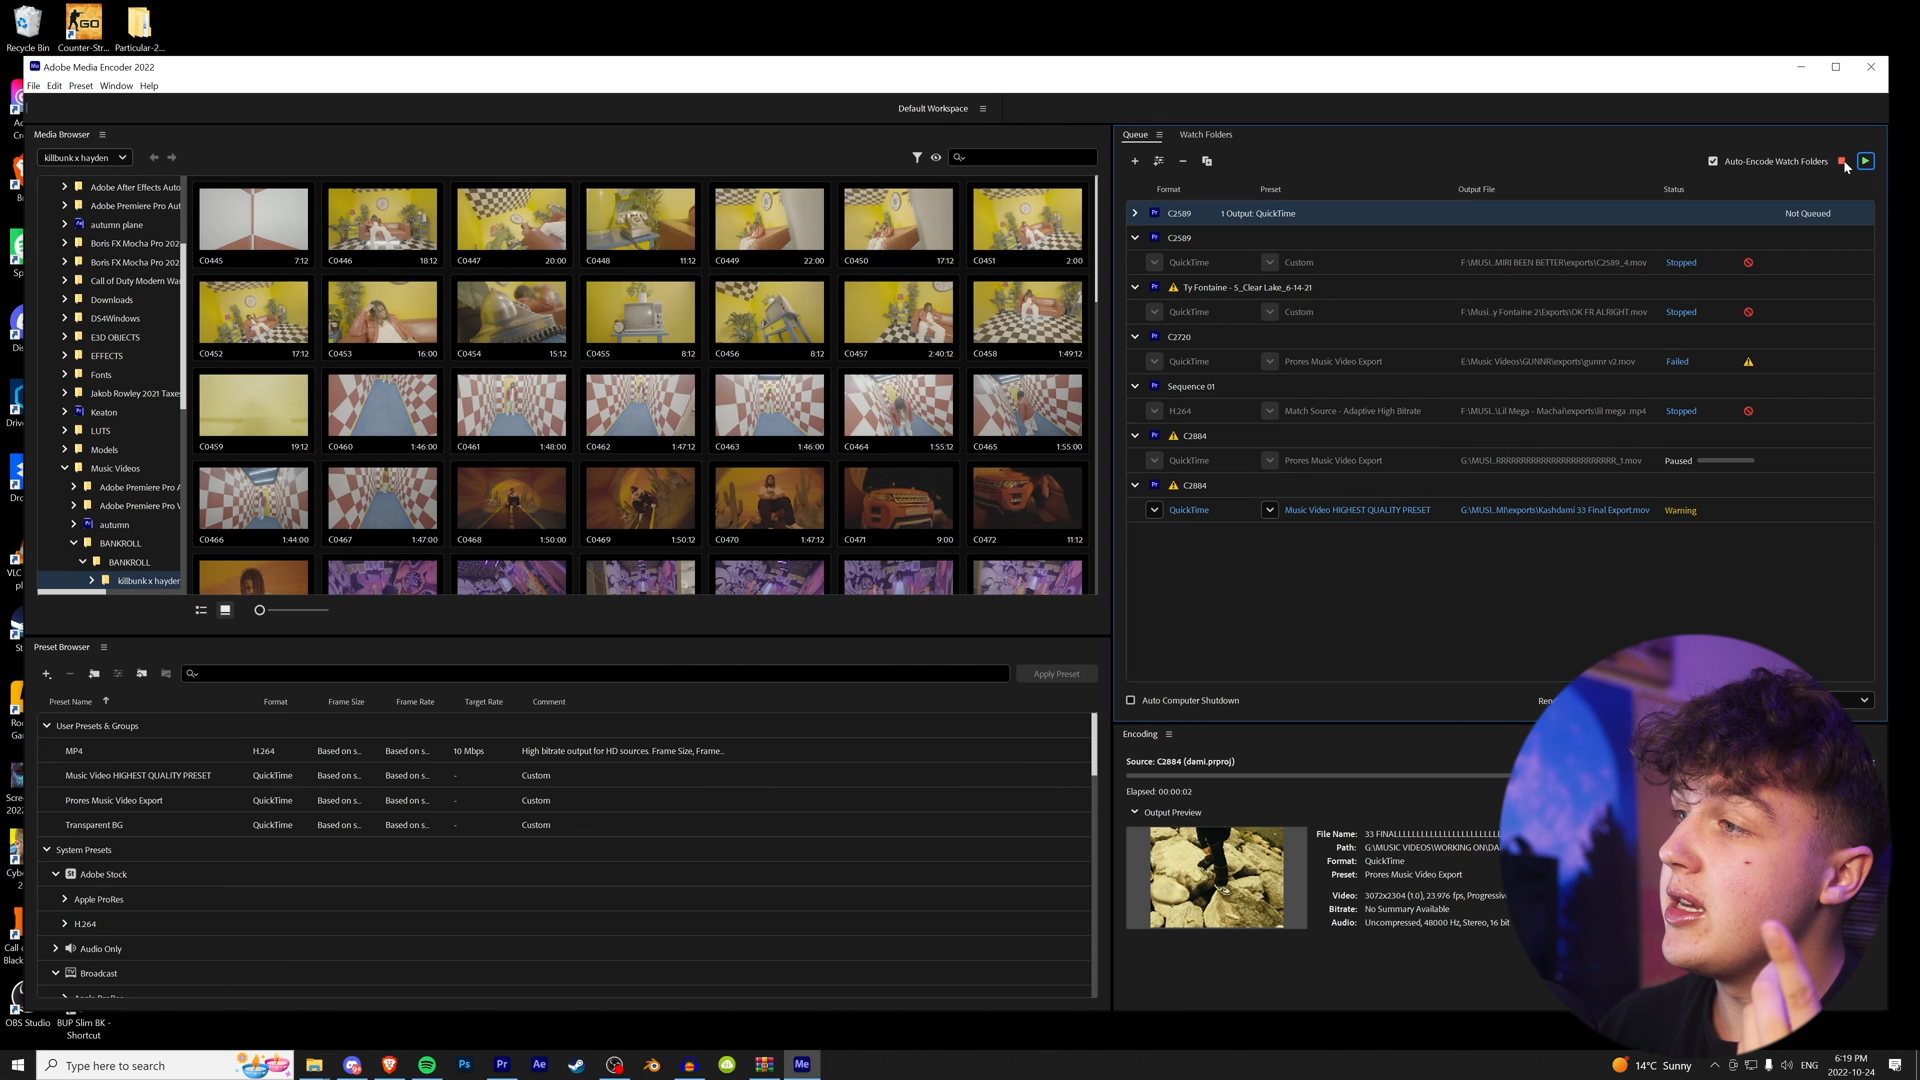 Recycle Bin
Counter-Str...
Particular-2...
Adobe Media Encoder 2022
File Edit Preset Window Help
Default Workspace
Media Browser
killbunk x hayden
Adobe After Effects Auto
Adobe Premiere Pro Aut
autumn plane
Boris FX Mocha Pro 202
Boris FX Mocha Pro 202
Call of Duty Modern Wa
Downloads
DS4Windows
E3D OBJECTS
EFFECTS
Fonts
Jakob Rowley 2021 Taxes
Keaton
LUTS
Models
Music Videos
Adobe Premiere Pro A
Adobe Premiere Pro V
autumn
BANKROLL
BANKROLL
killbunk x hayden
C0445 7:12
C0446 18:12
C0447 20:00
C0448 11:12
C0449 22:00
C0450 17:12
C0451 2:00
C0452 17:12
C0453 16:00
C0454 15:12
C0455 8:12
C0456 8:12
C0457 2:40:12
C0458 1:49:12
C0459 19:12
C0460 1:46:00
C0461 1:48:00
C0462 1:47:12
C0463 1:46:00
C0464 1:55:12
C0465 1:55:00
C0466 1:44:00
C0467 1:47:00
C0468 1:50:00
C0469 1:50:12
C0470 1:47:12
C0471 9:00
C0472 11:12
Queue Watch Folders
Auto-Encode Watch Folders
Format Preset Output File Status
C2589 1 Output: QuickTime Not Queued
C2589
QuickTime Custom F:\MUSI...MIRI BEEN BETTER\exports\C2589_4.mov Stopped
Ty Fontaine - 5_Clear Lake_6-14-21
QuickTime Custom F:\Musi...y Fontaine 2\Exports\OK FR ALRIGHT.mov Stopped
C2720
QuickTime Prores Music Video Export E:\Music Videos\GUNNR\exports\gunnr v2.mov Failed
Sequence 01
H.264 Match Source - Adaptive High Bitrate F:\MUSI...\Lil Mega - Machai\exports\lil mega .mp4 Stopped
C2884
QuickTime Prores Music Video Export Paused
C2884
QuickTime Music Video HIGHEST QUALITY PRESET G:\MUSI...MI\exports\Kashdami 33 Final Export.mov Warning
Auto Computer Shutdown
Ren
Preset Browser
Apply Preset
Preset Name Format Frame Size Frame Rate Target Rate Comment
User Presets & Groups
MP4 H.264 Based on s... Based on s... 10 Mbps High bitrate output for HD sources. Frame Size, Frame...
Music Video HIGHEST QUALITY PRESET QuickTime Based on s... Based on s... - Custom
Prores Music Video Export QuickTime Based on s... Based on s... - Custom
Transparent BG QuickTime Based on s... Based on s... - Custom
System Presets
Adobe Stock
Apple ProRes
H.264
Audio Only
Broadcast
Encoding
Source: C2884 (dami.prproj)
Elapsed: 00:00:02
Output Preview
File Name:
Path: G:\MUSIC VIDEOS\WORKING ON\DA
Format: QuickTime
Preset: Prores Music Video Export
Video: 3072x2304 (1.0), 23.976 fps, Progressiv
Bitrate: No Summary Available
Audio: Uncompressed, 48000 Hz, Stereo, 16 bit
OBS Studio
BUP Slim BK - Shortcut
Type here to search
14°C Sunny
ENG
6:19 PM
2022-10-24